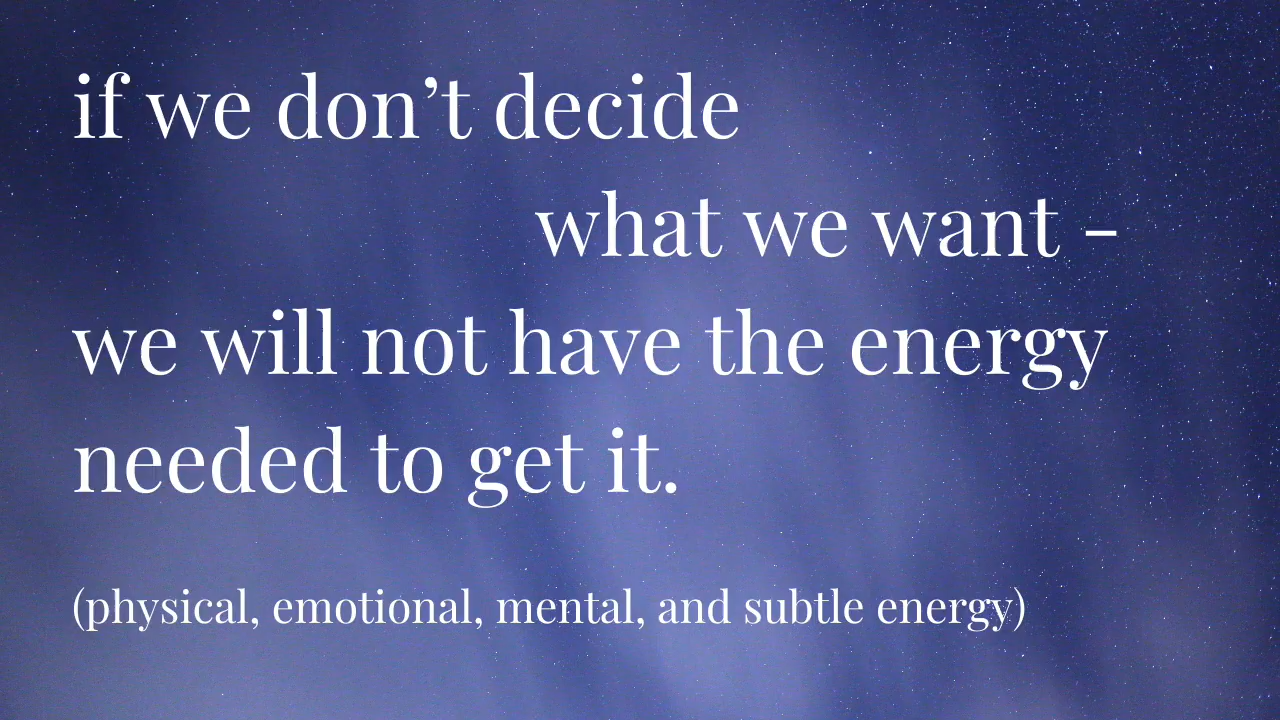 if we don’t decide
what we want -
we will not have the energy
needed to get it.
(physical, emotional, mental, and subtle energy)